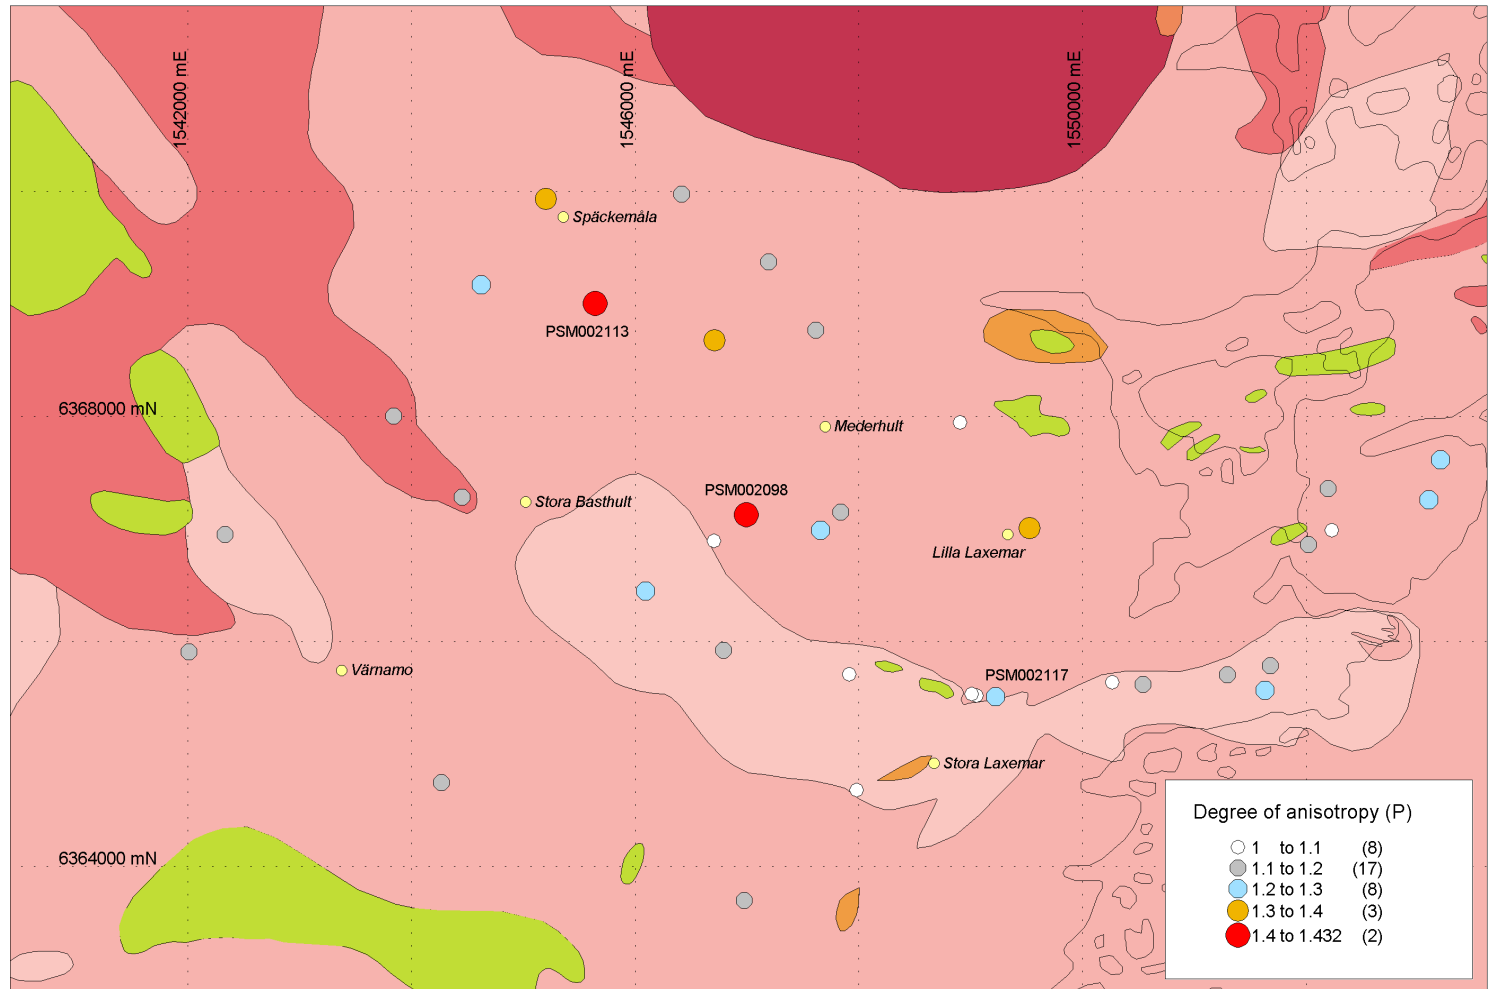 1542000 mE
1546000 mE
1550000 mE
Späckemåla
PSM002113
6368000 mN
Mederhult
PSM002098
Stora Basthult
Lilla Laxemar
Värnamo
PSM002117
Stora Laxemar
6364000 mN
Degree of anisotropy (P)
1 to 1.1 (8)
1.1 to 1.2 (17)
1.2 to 1.3 (8)
1.3 to 1.4 (3)
1.4 to 1.432 (2)